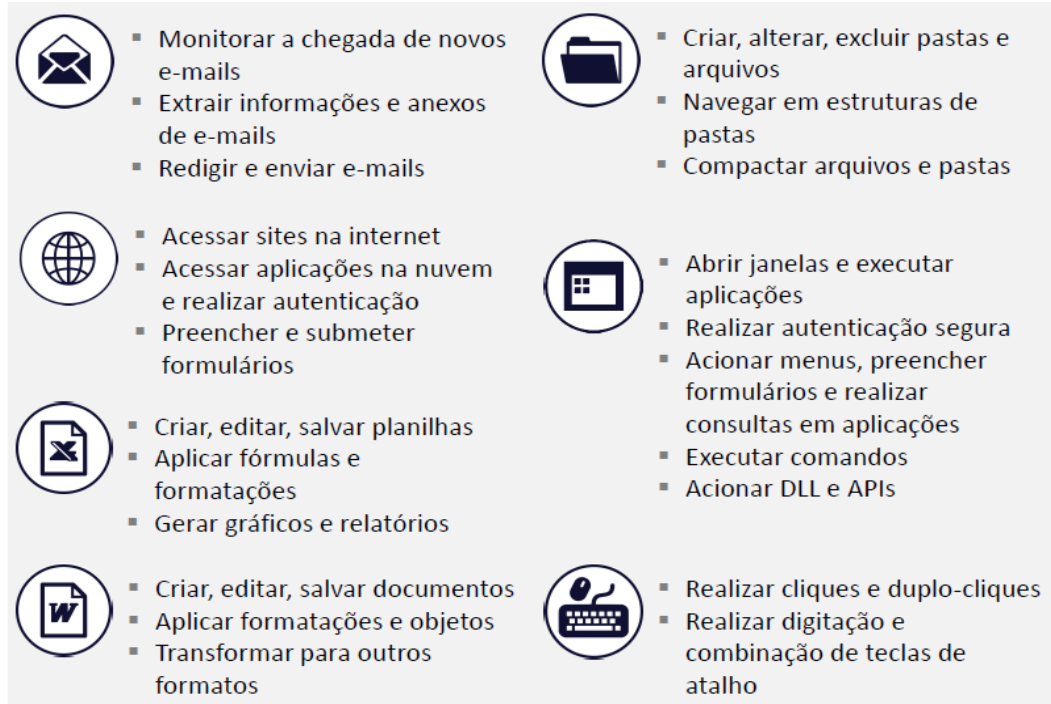 ▪ Monitorar a chegada de novos
e-mails
▪ Extrair informações e anexos
de e-mails
▪ Redigir e enviar e-mails
▪ Acessar sites na internet
▪ Acessar aplicações na nuvem
e realizar autenticação
▪ Preencher e submeter
formulários
▪ Criar, editar, salvar planilhas
▪ Aplicar fórmulas e
formatações
▪ Gerar gráficos e relatórios
▪ Criar, editar, salvar documentos
▪ Aplicar formatações e objetos
▪ Transformar para outros
formatos
▪ Criar, alterar, excluir pastas e
arquivos
▪ Navegar em estruturas de
pastas
▪ Compactar arquivos e pastas
▪ Abrir janelas e executar
aplicações
▪ Realizar autenticação segura
▪ Acionar menus, preencher
formulários e realizar
consultas em aplicações
▪ Executar comandos
▪ Acionar DLL e APIs
▪ Realizar cliques e duplo-cliques
▪ Realizar digitação e
combinação de teclas de
atalho